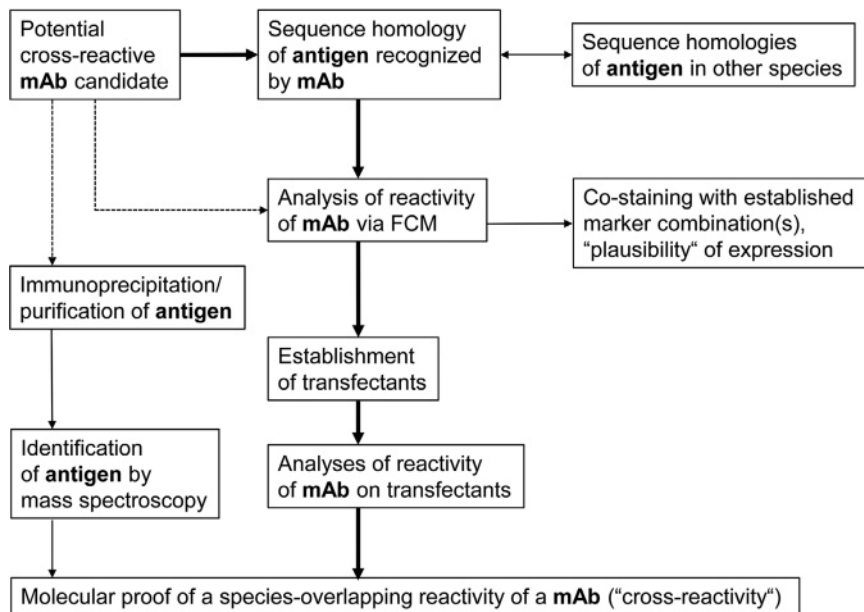 Potential
cross-reactive
mAb candidate
Sequence homology
of antigen recognized
by mAb
Sequence homologies
of antigen in other species
Analysis of reactivity
of mAb via FCM
Co-staining with established
marker combination(s),
“plausibility“ of expression
Immunoprecipitation/
purification of antigen
Establishment
of transfectants
Identification
of antigen by
mass spectroscopy
Analyses of reactivity
of mAb on transfectants
Molecular proof of a species-overlapping reactivity of a mAb (“cross-reactivity“)